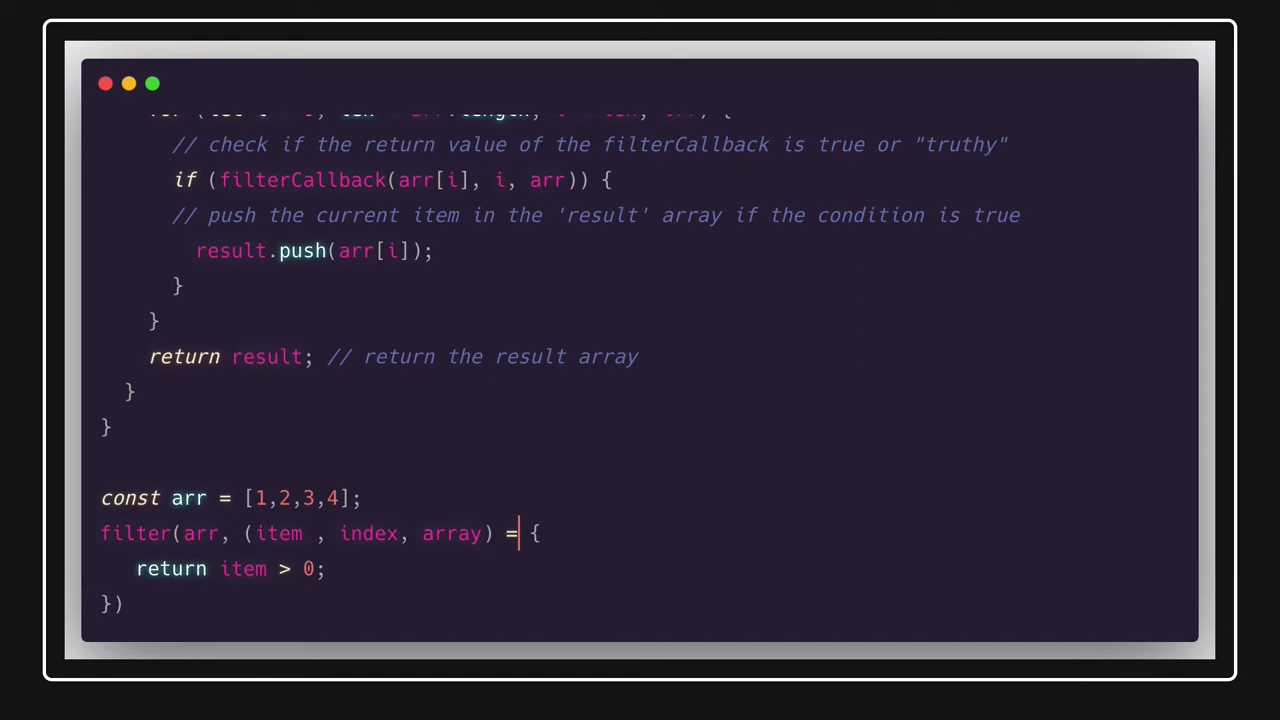 // check if the return value of the filterCallback is true or "truthy"
if (filterCallback(arr[i], i, arr)) {
// push the current item in the 'result' array if the condition is true
result.push(arr[i]);
}
}
return result; // return the result array
}
}
const arr = [1,2,3,4];
filter(arr, (item , index, array) = {
return item > 0;
})